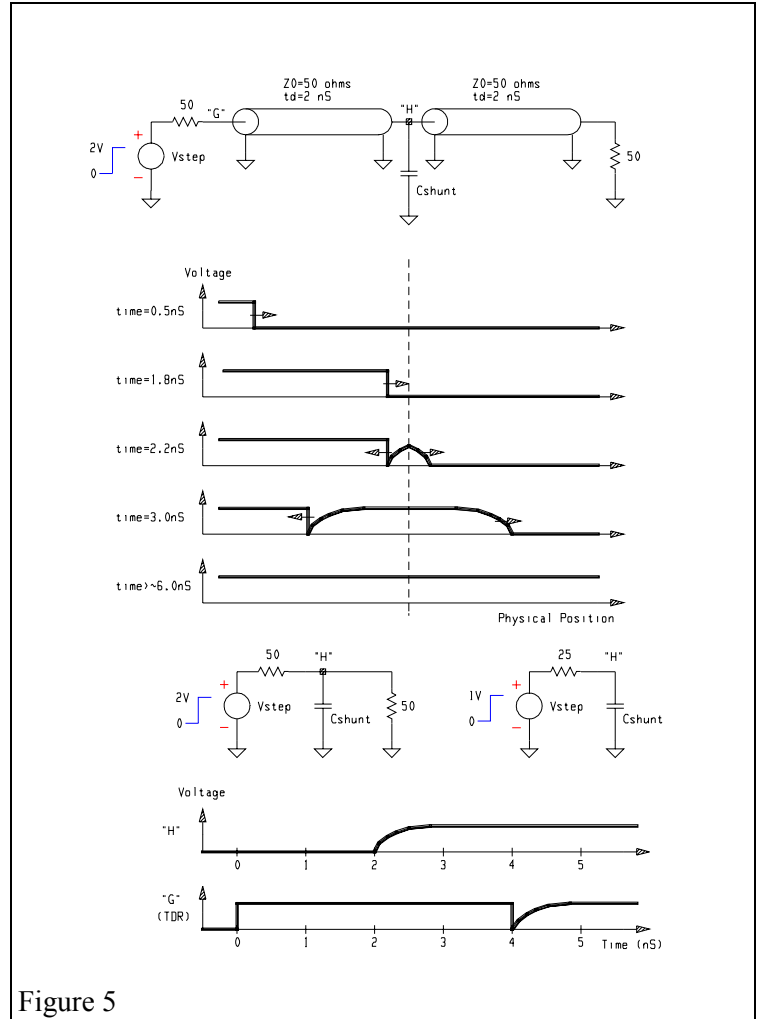 Z0=50 ohms
td=2 nS
Z0=50 ohms
td=2 nS
50
"G"
"H"
+
2V
0
Vstep
−
Cshunt
50
Voltage
time=0.5nS
time=1.8nS
time=2.2nS
time=3.0nS
time>~6.0nS
Physical Position
50
"H"
+
2V
0
Vstep
−
Cshunt
50
25
"H"
+
1V
0
Vstep
−
Cshunt
Voltage
"H"
0 1 2 3 4 5
"G"
(TDR)
0 1 2 3 4 5 Time (nS)
Figure 5